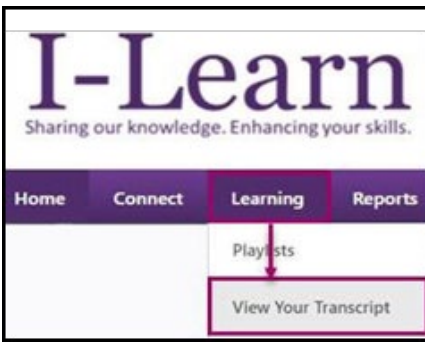 I-Learn
Sharing our knowledge. Enhancing your skills.
Home Connect Learning Reports
Playlists
View Your Transcript